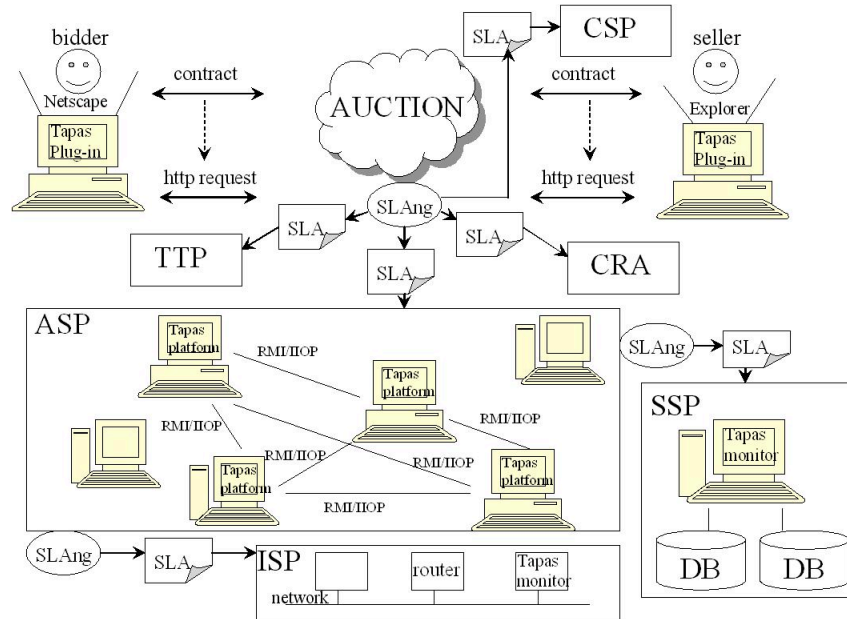 bidder
SLA
CSP
seller
contract
contract
Netscape
AUCTION
Explorer
Tapas
Plug-in
Tapas
Plug-in
http request
http request
SLAng
SLA
SLA
TTP
SLA
CRA
ASP
Tapas
platform
RMI/IIOP
Tapas
platform
SLAng
SLA
SSP
RMI/IIOP
RMI/IIOP
Tapas
monitor
RMI/IIOP
RMI/IIOP
Tapas
platform
Tapas
platform
RMI/IIOP
SLAng
SLA
ISP
router
Tapas
monitor
network
DB
DB